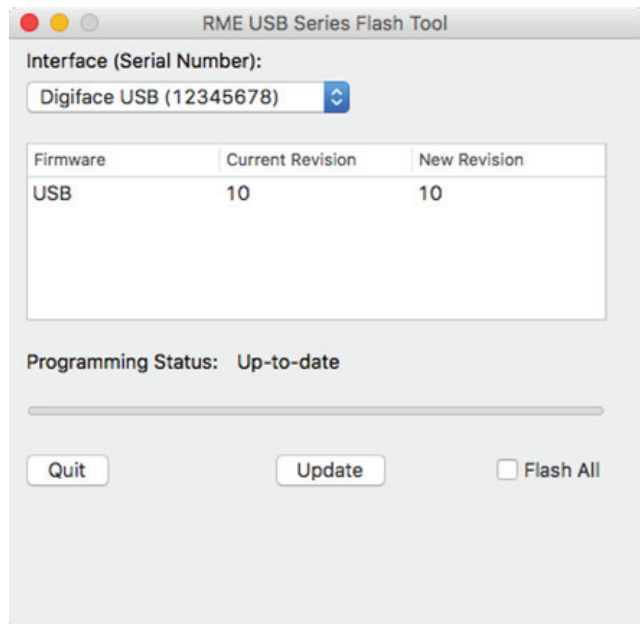 RME USB Series Flash Tool
Interface (Serial Number):
Digiface USB (12345678)
Firmware Current Revision New Revision
USB 10 10
Programming Status: Up-to-date
Quit Update Flash All